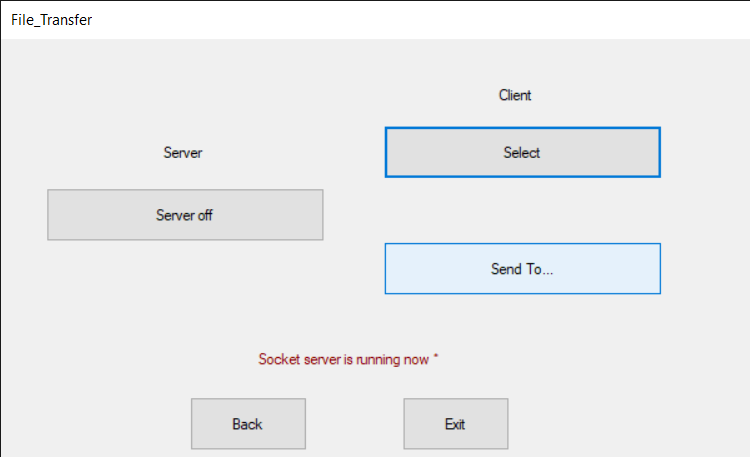 File_Transfer
Client
Select
Server
Server off
Send To...
Socket server is running now *
Back
Exit